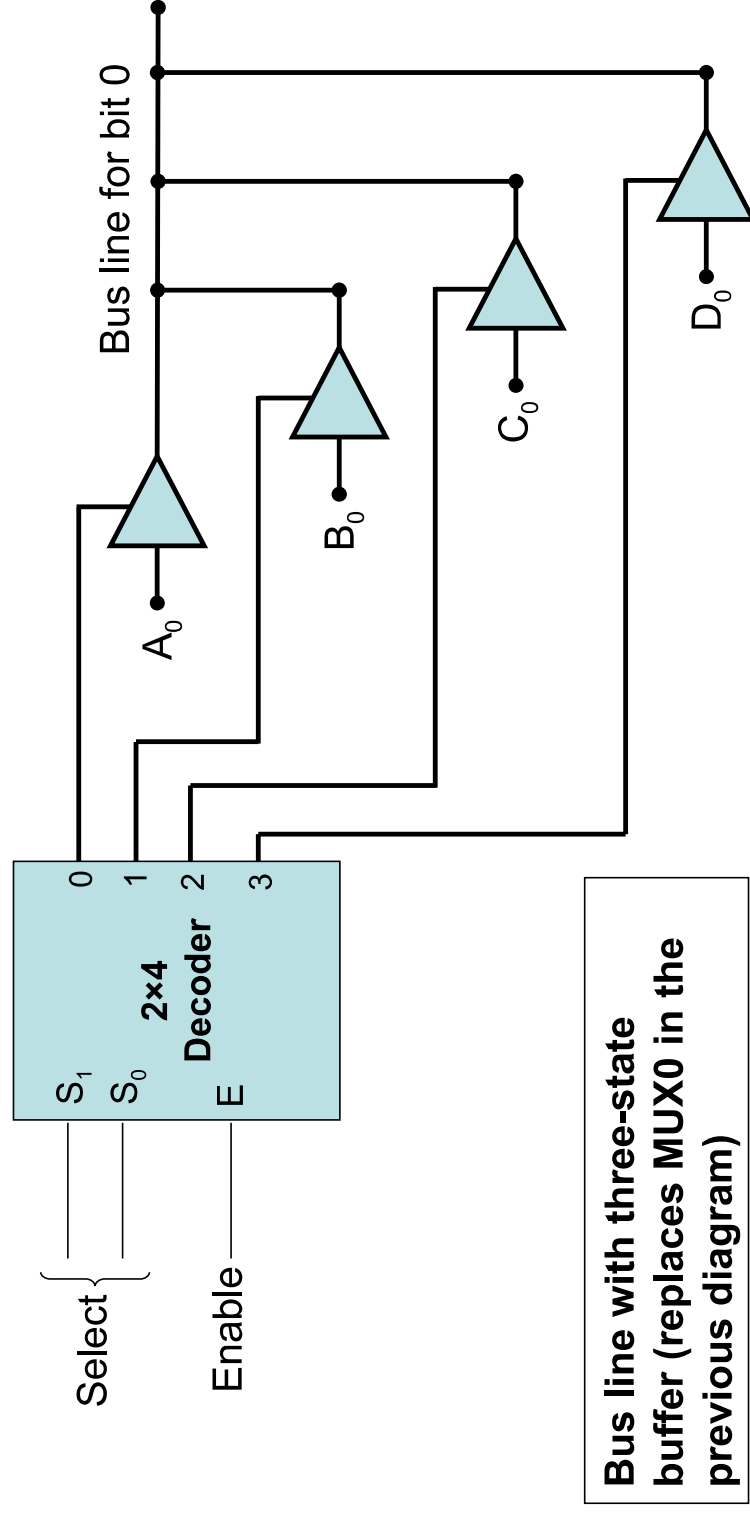 Bus line for bit 0
A₀
B₀
C₀
D₀
Select
Enable
S₁
S₀
E
2×4
Decoder
0
1
2
3
Bus line with three-state
buffer (replaces MUX0 in the
previous diagram)